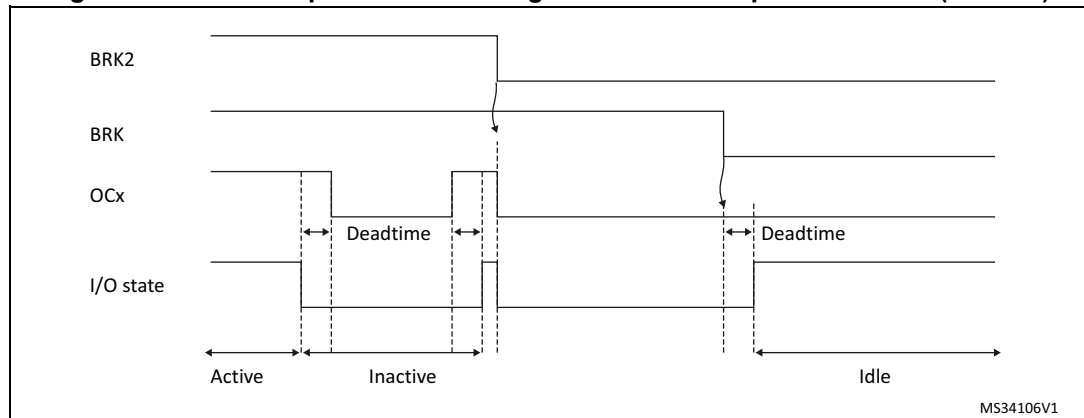 BRK2
BRK
OCx
Deadtime
Deadtime
I/O state
Active
Inactive
Idle
MS34106V1